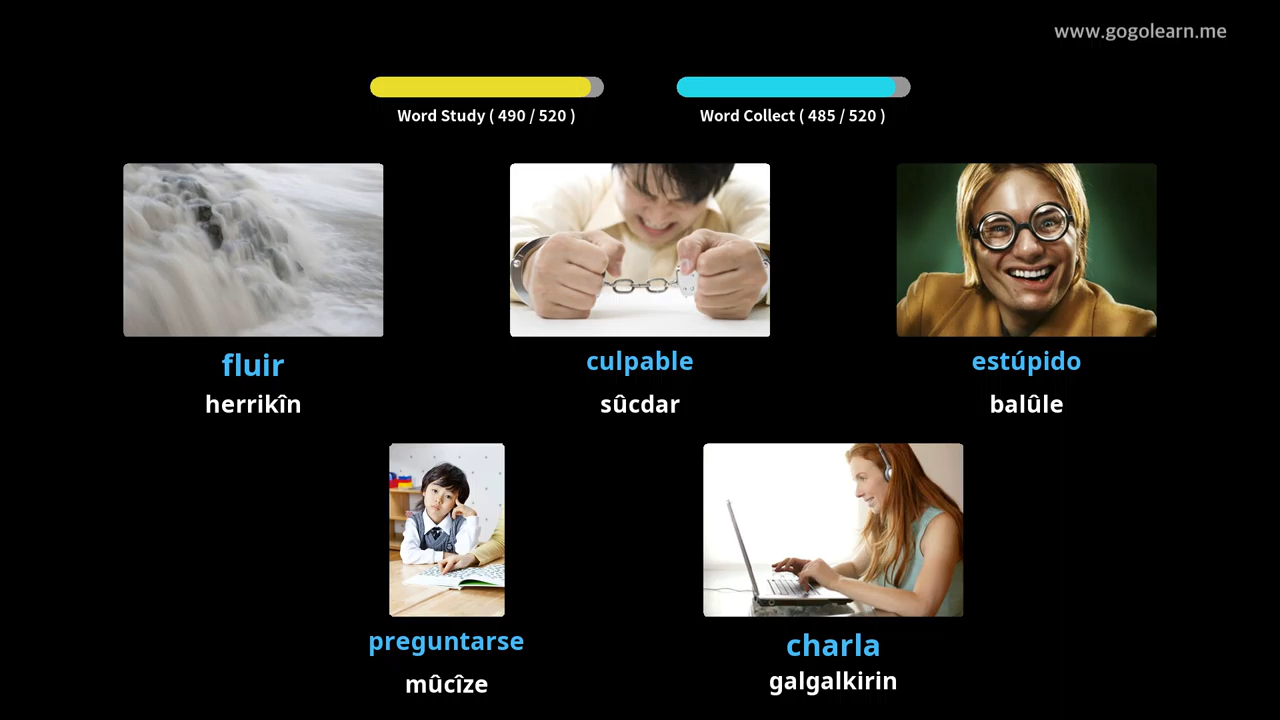 www.gogolearn.me
Word Study ( 490 / 520 )
Word Collect ( 485 / 520 )
fluir
herrikîn
culpable
sûcdar
estúpido
balûle
preguntarse
mûcîze
charla
galgalkirin